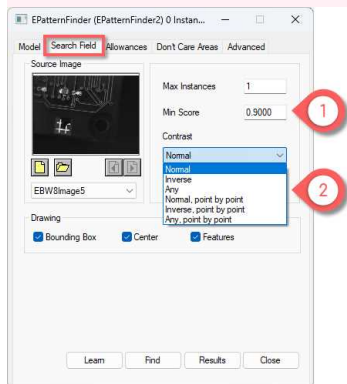 EPatternFinder (EPatternFinder2) 0 Instan...
Model Search Field Allowances Don't Care Areas Advanced
Source Image
Max Instances 1
Min Score 0.9000
1
Contrast
Normal
Normal
Inverse
Any
Normal, point by point
Inverse, point by point
Any, point by point
2
EBW8Image5
Drawing
Bounding Box Center Features
Learn Find Results Close